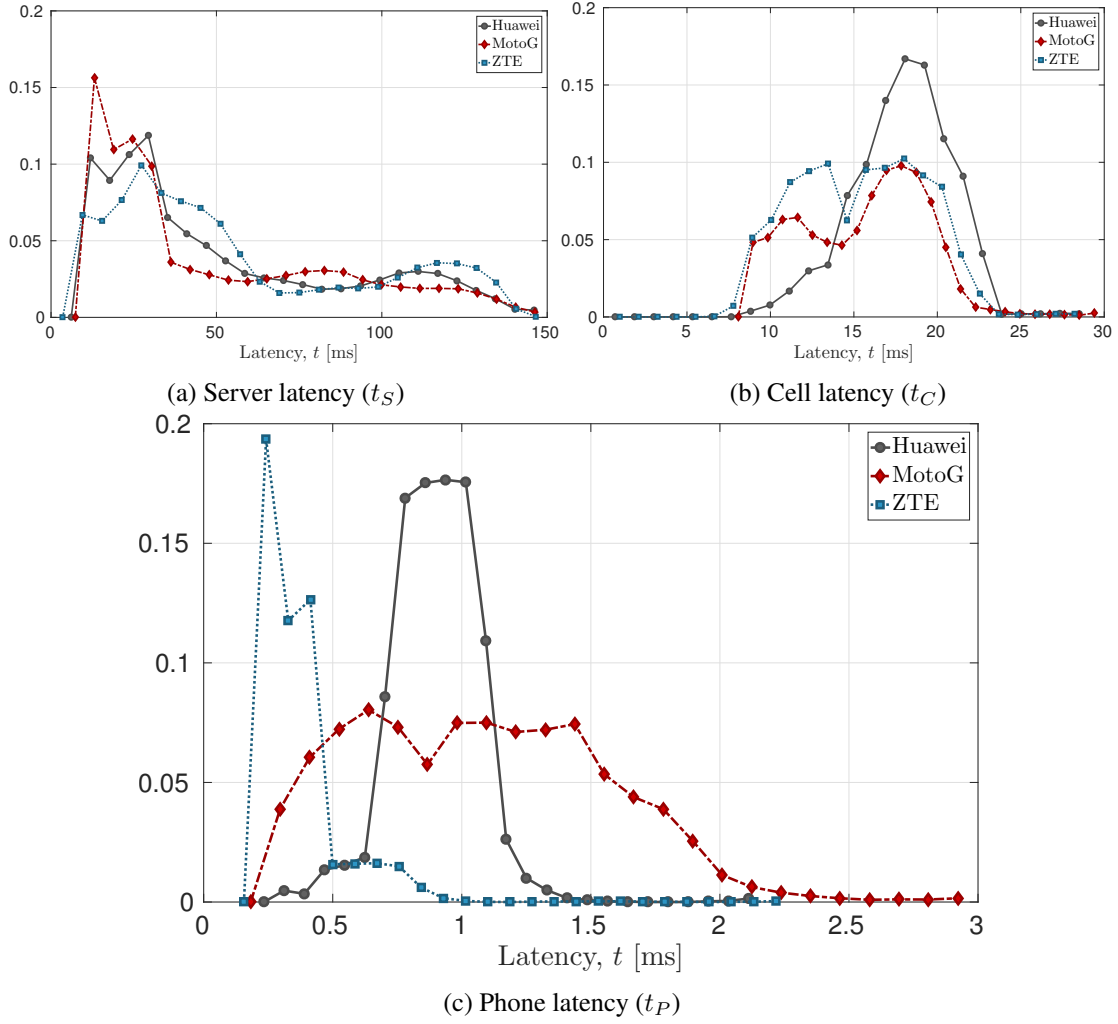 0.2
0.15
0.1
0.05
0
0 50 100 150
Latency, t [ms]
Huawei
MotoG
ZTE
(a) Server latency (t_S)
0.2
0.15
0.1
0.05
0
0 5 10 15 20 25 30
Latency, t [ms]
Huawei
MotoG
ZTE
(b) Cell latency (t_C)
0.2
0.15
0.1
0.05
0
0 0.5 1 1.5 2 2.5 3
Latency, t [ms]
Huawei
MotoG
ZTE
(c) Phone latency (t_P)